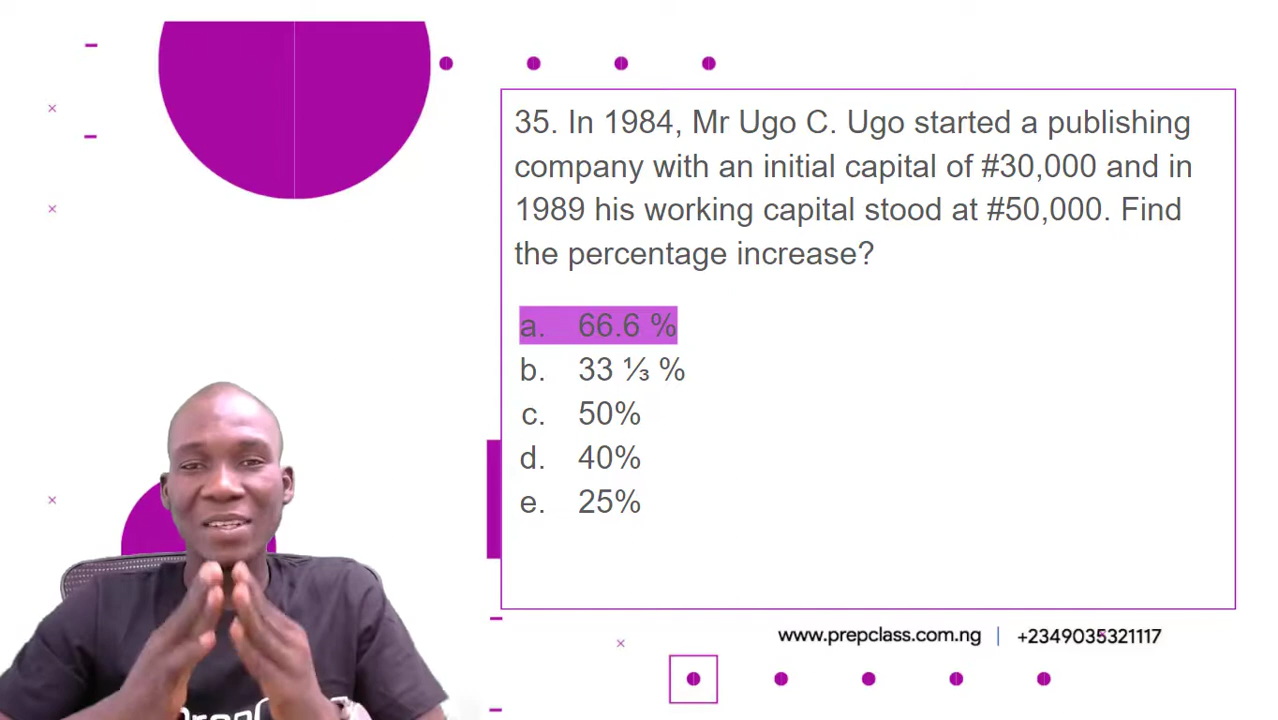 35. In 1984, Mr Ugo C. Ugo started a publishing
company with an initial capital of #30,000 and in
1989 his working capital stood at #50,000. Find
the percentage increase?
a. 66.6 %
b. 33 ⅓ %
c. 50%
d. 40%
e. 25%
www.prepclass.com.ng | +2349035321117